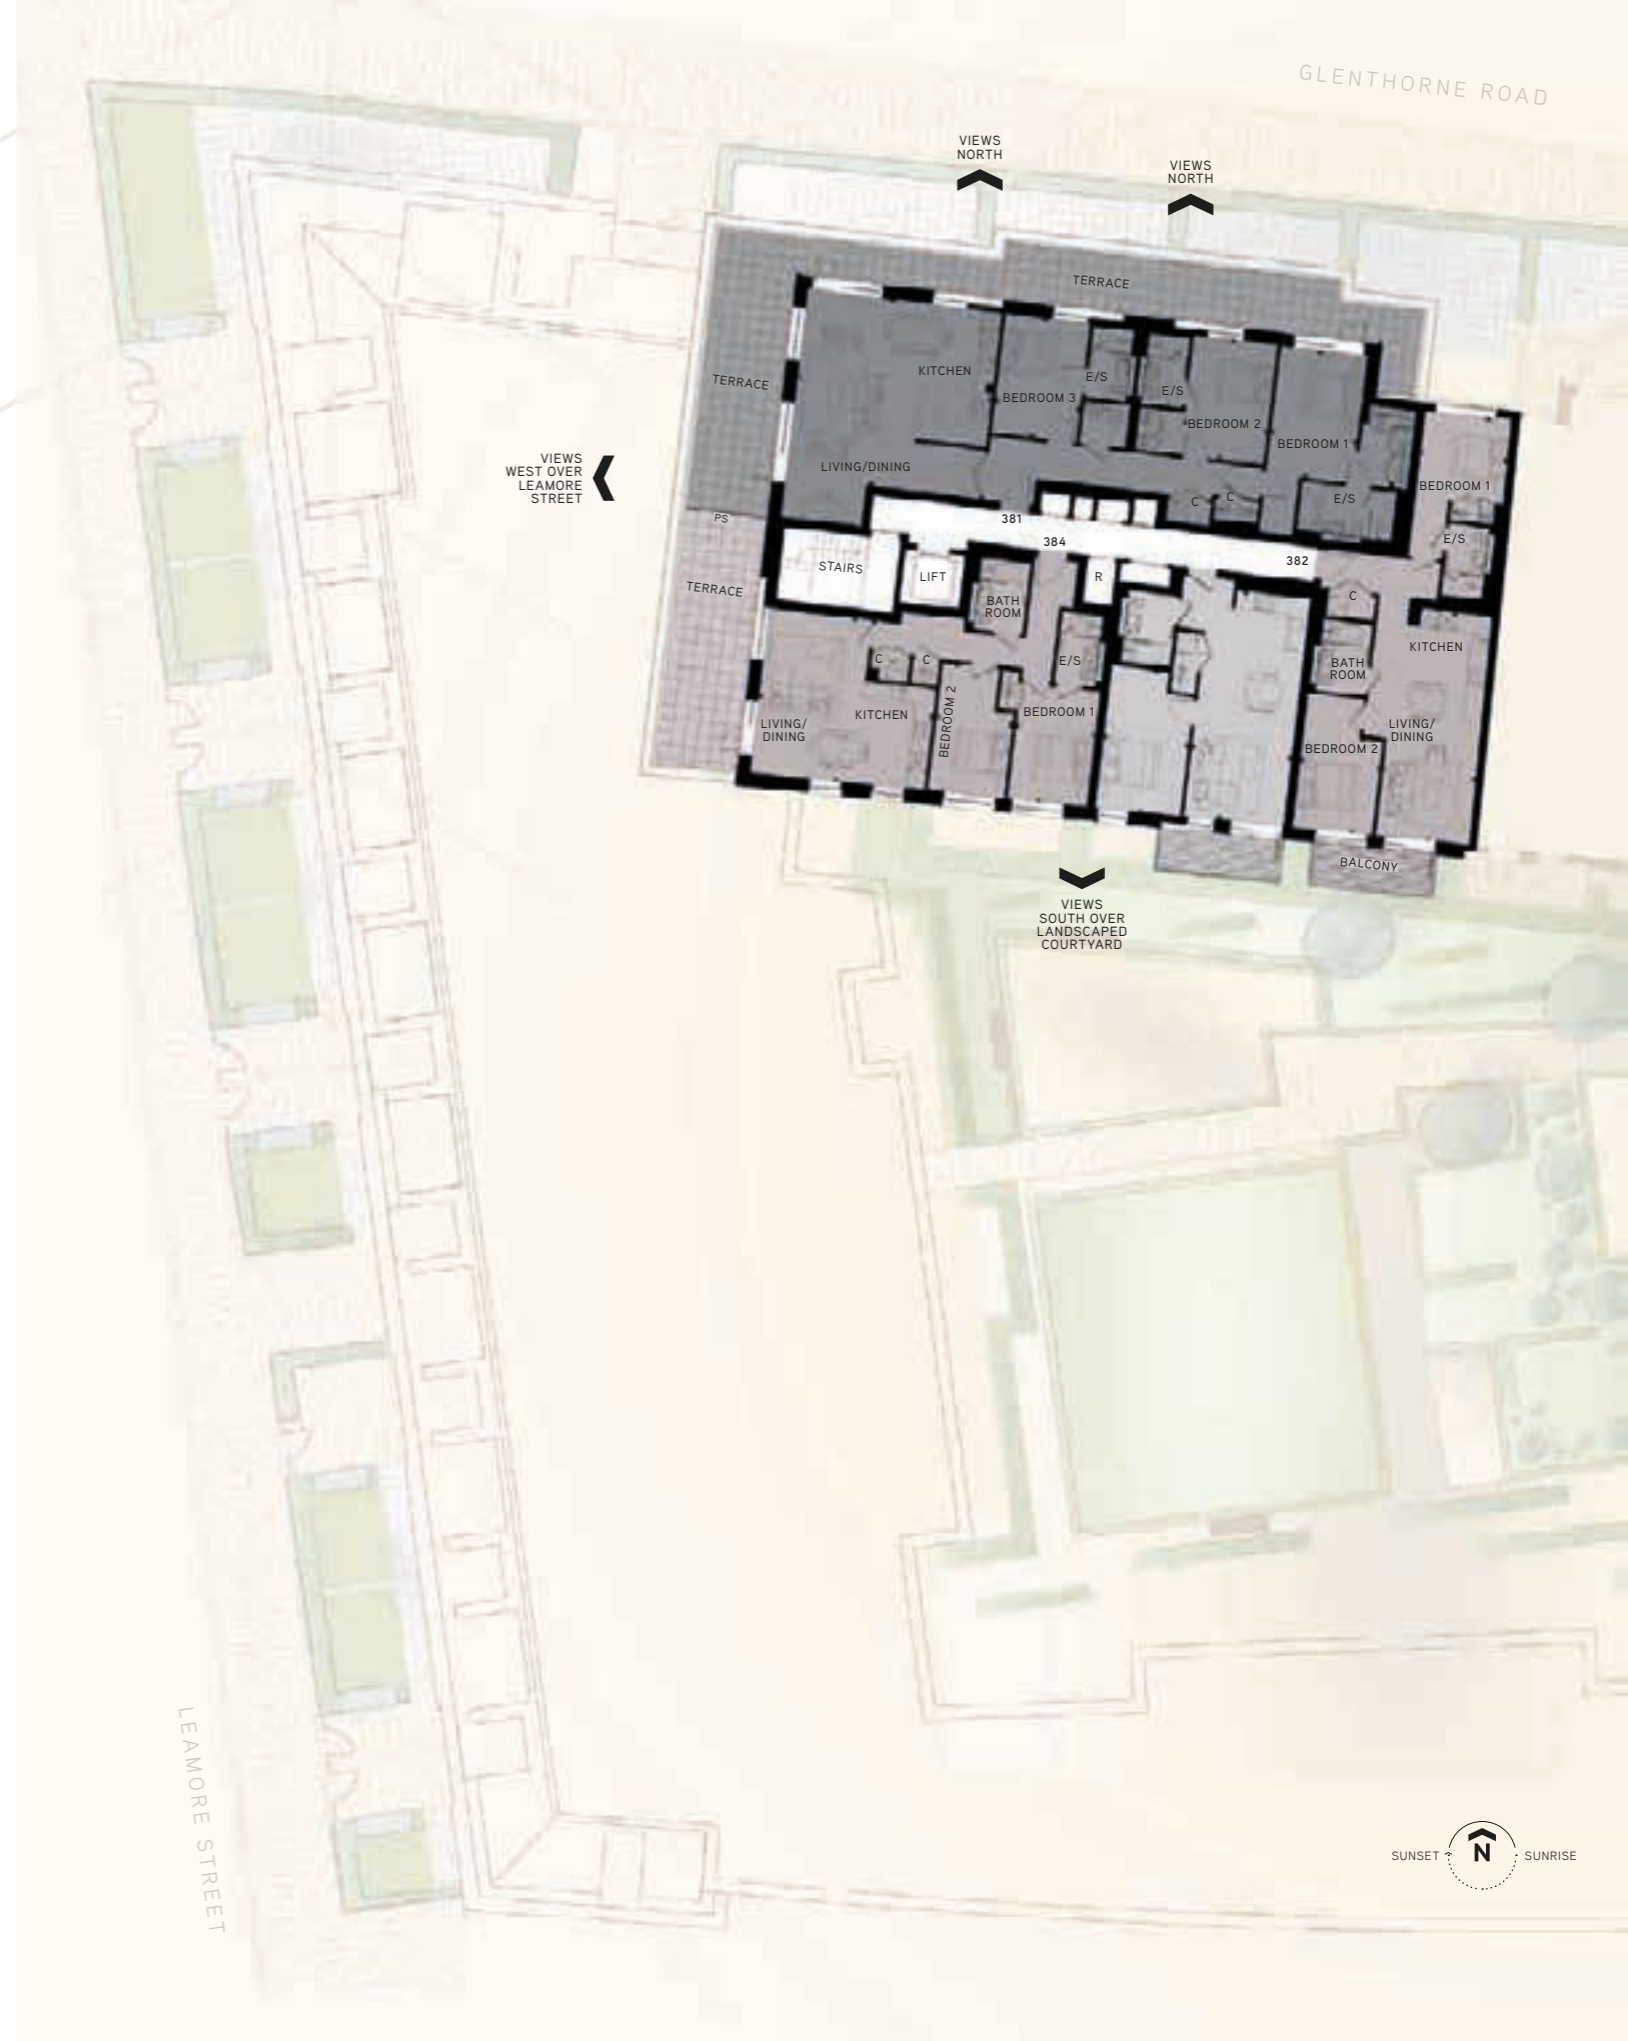 GLENTHORNE ROAD
VIEWS
NORTH
VIEWS
NORTH
TERRACE
TERRACE
KITCHEN
BEDROOM 3
E/S
E/S
BEDROOM 2
BEDROOM 1
LIVING/DINING
E/S
C
C
BEDROOM 1
E/S
VIEWS
WEST OVER
LEAMORE
STREET
PS
381
384
382
STAIRS
LIFT
R
TERRACE
BATH
ROOM
C
C
C
E/S
KITCHEN
BATH
ROOM
BEDROOM 2
BEDROOM 1
KITCHEN
LIVING/
DINING
LIVING/
DINING
BEDROOM 2
BALCONY
VIEWS
SOUTH OVER
LANDSCAPED
COURTYARD
LEAMORE STREET
SUNSET
N
SUNRISE